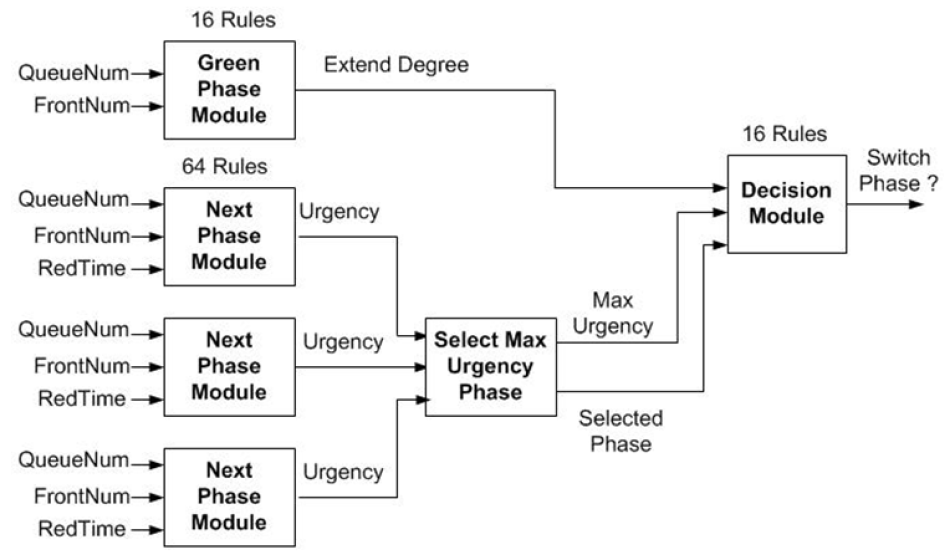 16 Rules
QueueNum
FrontNum
Green
Phase
Module
Extend Degree
16 Rules
Decision
Module
Switch
Phase ?
64 Rules
QueueNum
FrontNum
RedTime
Next
Phase
Module
Urgency
QueueNum
FrontNum
RedTime
Next
Phase
Module
Urgency
Select Max
Urgency
Phase
Max
Urgency
Selected
Phase
QueueNum
FrontNum
RedTime
Next
Phase
Module
Urgency